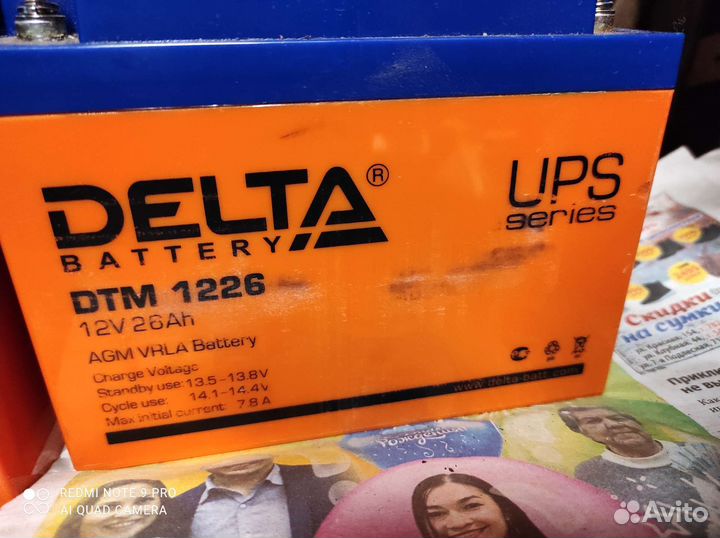 DELTA®
BATTERY
UPS
series
DTM 1226
12V 26Ah
AGM VRLA Battery
Charge Voltage
Standby use: 13.5-13.8V
Cycle use: 14.1-14.4V
Max initial current: 7.8 A
www.delta-batt.com
Скидки
на сумки
REDMI NOTE 9 PRO
AI QUAD CAMERA
Avito